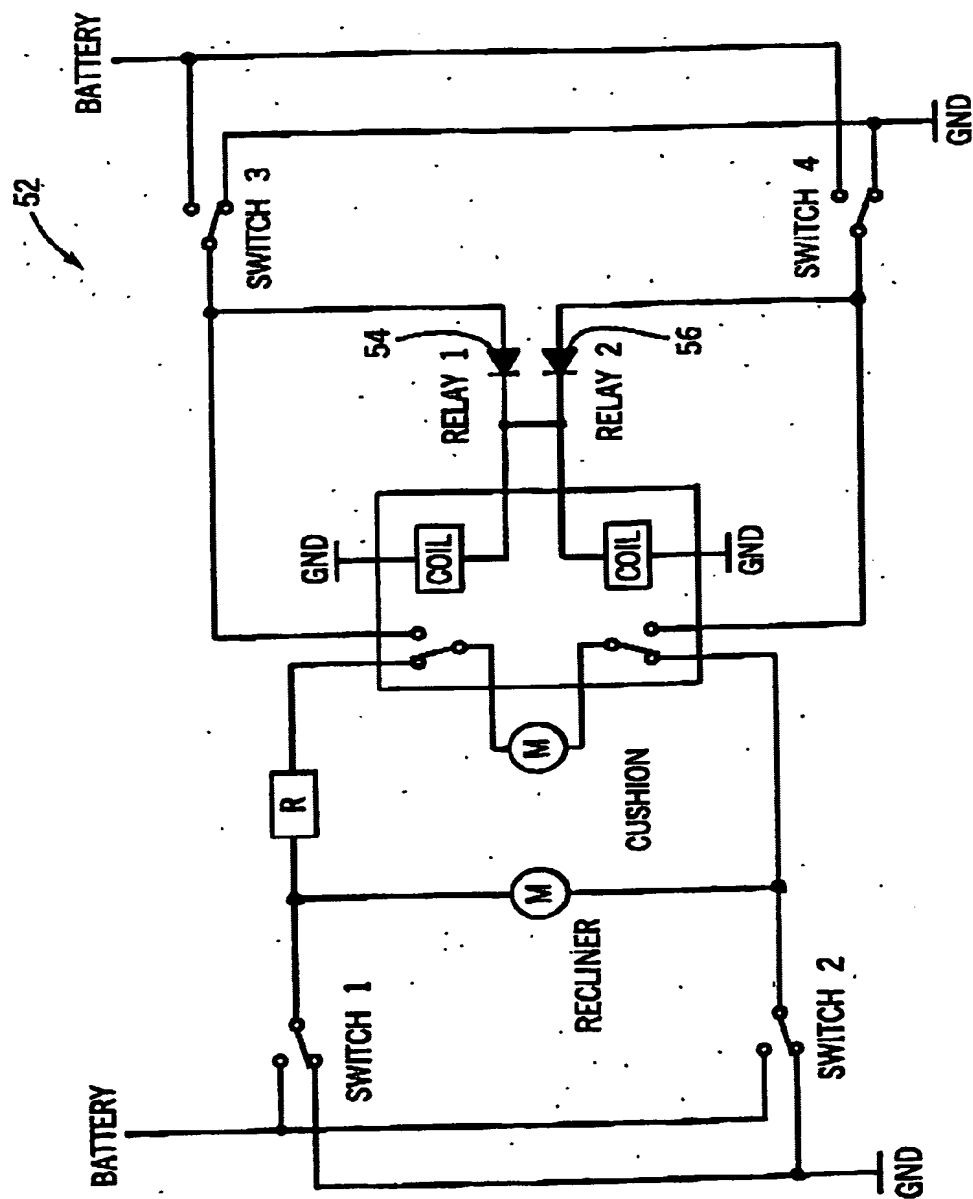 52
BATTERY
SWITCH 3
GND
SWITCH 4
54
RELAY 1
RELAY 2
56
GND
COIL
COIL
GND
R
M
CUSHION
M
RECLINER
SWITCH 1
SWITCH 2
BATTERY
GND